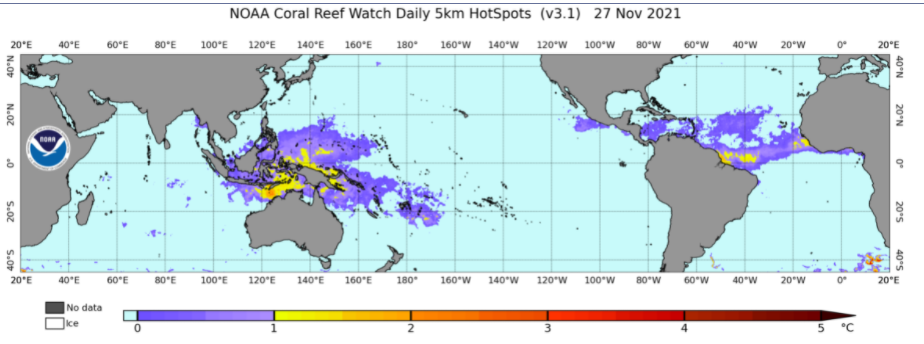 NOAA Coral Reef Watch Daily 5km HotSpots (v3.1) 27 Nov 2021
20°E 40°E 60°E 80°E 100°E 120°E 140°E 160°E 180° 160°W 140°W 120°W 100°W 80°W 60°W 40°W 20°W 0° 20°E
40°N 40°N
20°N 20°N
NOAA
0° 0°
20°S 20°S
40°S 40°S
20°E 40°E 60°E 80°E 100°E 120°E 140°E 160°E 180° 160°W 140°W 120°W 100°W 80°W 60°W 40°W 20°W 0° 20°E
No data
Ice
0 1 2 3 4 5 °C